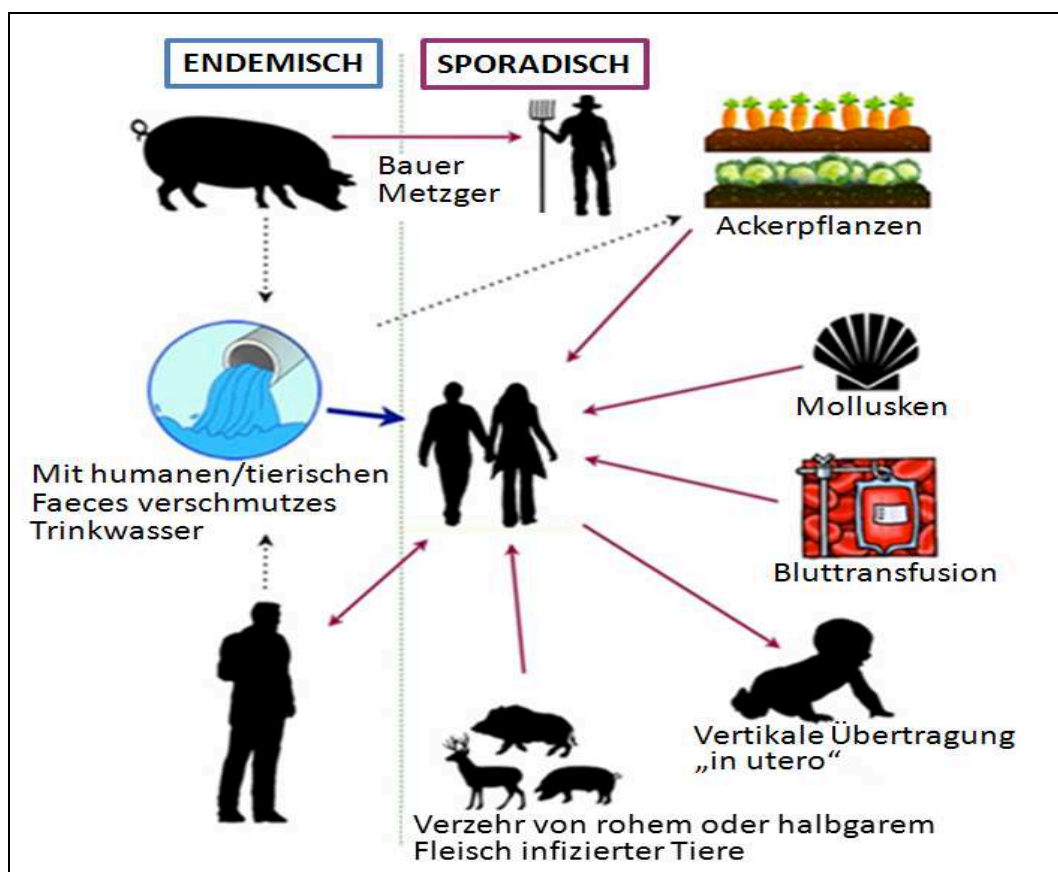 ENDEMISCH
SPORADISCH
Bauer
Metzger
Ackerpflanzen
Mollusken
Mit humanen/tierischen
Faeces verschmutzes
Trinkwasser
Bluttransfusion
Vertikale Übertragung
„in utero“
Verzehr von rohem oder halbgarem
Fleisch infizierter Tiere